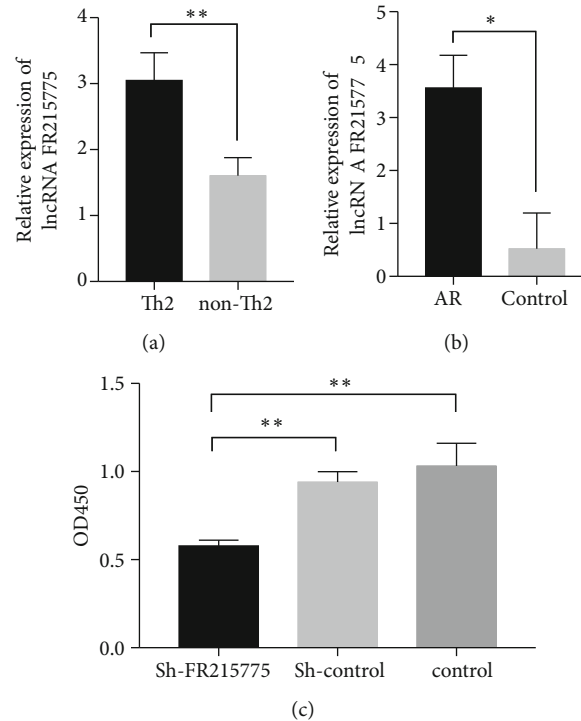 Relative expression of
lncRNA FR215775
4
3
2
1
0
**
Th2 non-Th2
(a)
Relative expression of
lncRN A FR21577 5
5
4
3
2
1
0
*
AR Control
(b)
OD450
1.5
1.0
0.5
0.0
**
**
Sh-FR215775 Sh-control control
(c)